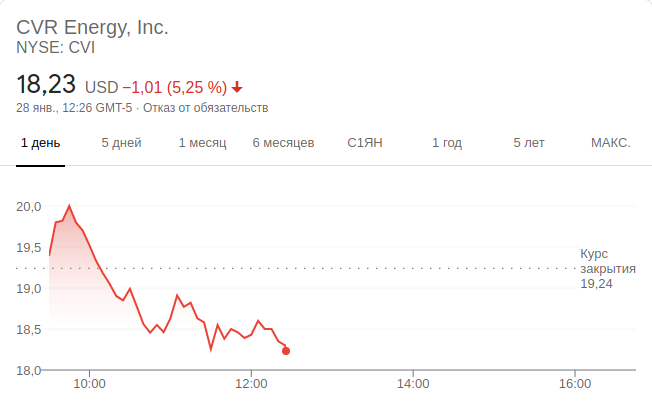 CVR Energy, Inc.
NYSE: CVI
18,23 USD −1,01 (5,25 %)
28 янв., 12:26 GMT-5 · Отказ от обязательств
1 день 5 дней 1 месяц 6 месяцев С1ЯН 1 год 5 лет МАКС.
20,0
19,5
19,0
18,5
18,0
Курс
закрытия
19,24
10:00 12:00 14:00 16:00